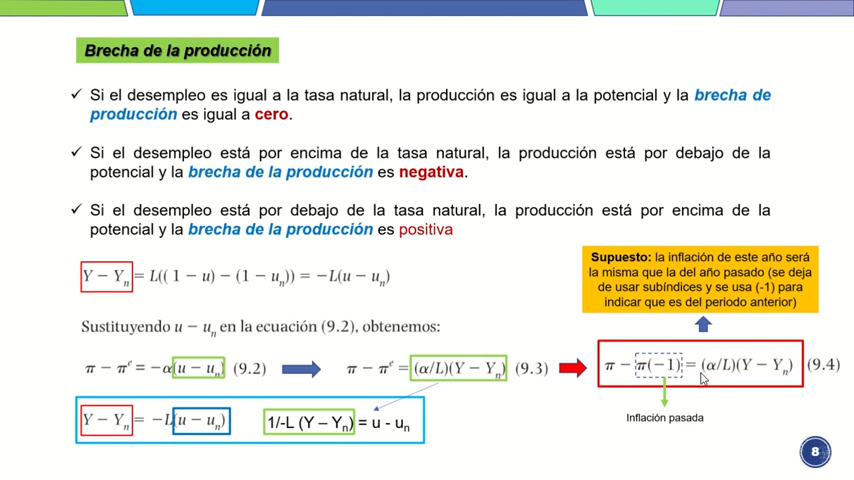 Brecha de la producción
✓ Si el desempleo es igual a la tasa natural, la producción es igual a la potencial y la brecha de
producción es igual a cero.
✓ Si el desempleo está por encima de la tasa natural, la producción está por debajo de la
potencial y la brecha de la producción es negativa.
✓ Si el desempleo está por debajo de la tasa natural, la producción está por encima de la
potencial y la brecha de la producción es positiva
Supuesto: la inflación de este año será
la misma que la del año pasado (se deja
de usar subíndices y se usa (-1) para
indicar que es del periodo anterior)
Y − Yₙ = L(( 1 − u) − (1 − uₙ)) = −L(u − uₙ)
Sustituyendo u − uₙ en la ecuación (9.2), obtenemos:
π − πᵉ = −α(u − uₙ) (9.2)
π − πᵉ = (α/L)(Y − Yₙ) (9.3)
π − π(−1) = (α/L)(Y − Yₙ) (9.4)
Inflación pasada
Y − Yₙ = −L(u − uₙ)
1/-L (Y – Yₙ) = u - uₙ
8